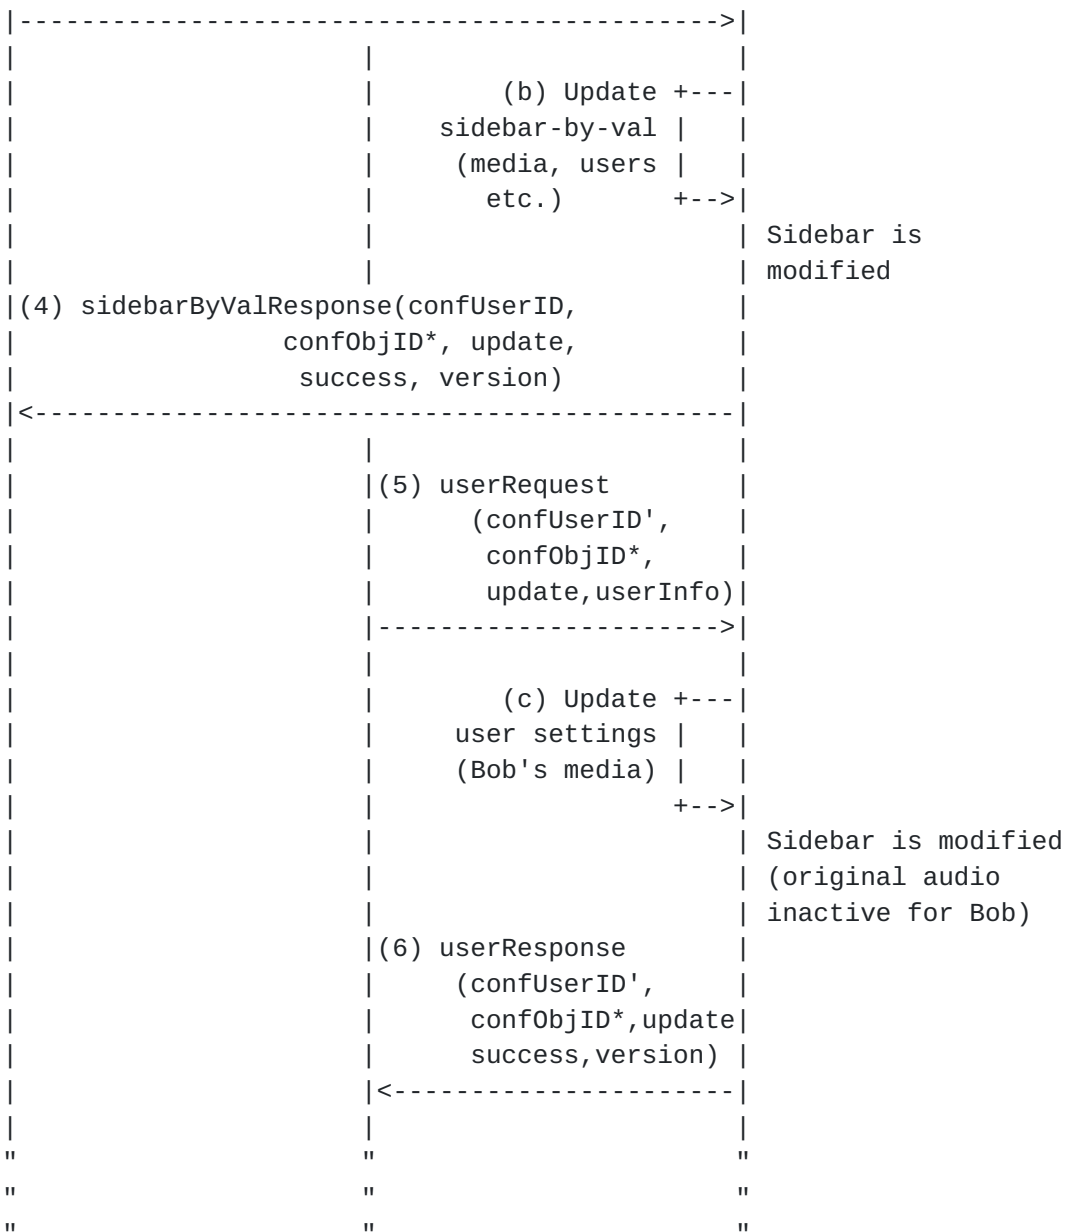 |--------------------------------------------->|
|                      |                       |
|                      |        (b) Update +---|
|                      |    sidebar-by-val |   |
|                      |     (media, users |   |
|                      |       etc.)       +-->|
|                      |                       | Sidebar is
|                      |                       | modified
|(4) sidebarByValResponse(confUserID,          |
|                 confObjID*, update,          |
|                  success, version)           |
|<---------------------------------------------|
|                      |                       |
|                      |(5) userRequest        |
|                      |      (confUserID',    |
|                      |       confObjID*,     |
|                      |       update,userInfo)|
|                      |---------------------->|
|                      |                       |
|                      |        (c) Update +---|
|                      |     user settings |   |
|                      |     (Bob's media) |   |
|                      |                   +-->|
|                      |                       | Sidebar is modified
|                      |                       | (original audio
|                      |                       | inactive for Bob)
|                      |(6) userResponse       |
|                      |     (confUserID',     |
|                      |      confObjID*,update|
|                      |      success,version) |
|                      |<----------------------|
|                      |                       |
"                      "                       "
"                      "                       "
"                      "                       "